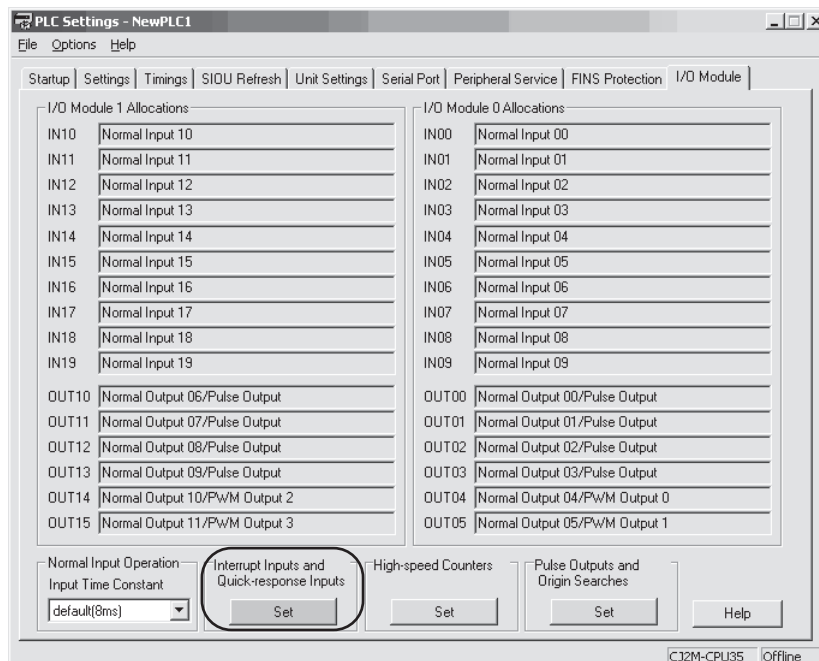 PLC Settings - NewPLC1
File Options Help
Startup Settings Timings SIOU Refresh Unit Settings Serial Port Peripheral Service FINS Protection I/O Module
I/O Module 1 Allocations
IN10 Normal Input 10
IN11 Normal Input 11
IN12 Normal Input 12
IN13 Normal Input 13
IN14 Normal Input 14
IN15 Normal Input 15
IN16 Normal Input 16
IN17 Normal Input 17
IN18 Normal Input 18
IN19 Normal Input 19
OUT10 Normal Output 06/Pulse Output
OUT11 Normal Output 07/Pulse Output
OUT12 Normal Output 08/Pulse Output
OUT13 Normal Output 09/Pulse Output
OUT14 Normal Output 10/PWM Output 2
OUT15 Normal Output 11/PWM Output 3
I/O Module 0 Allocations
IN00 Normal Input 00
IN01 Normal Input 01
IN02 Normal Input 02
IN03 Normal Input 03
IN04 Normal Input 04
IN05 Normal Input 05
IN06 Normal Input 06
IN07 Normal Input 07
IN08 Normal Input 08
IN09 Normal Input 09
OUT00 Normal Output 00/Pulse Output
OUT01 Normal Output 01/Pulse Output
OUT02 Normal Output 02/Pulse Output
OUT03 Normal Output 03/Pulse Output
OUT04 Normal Output 04/PWM Output 0
OUT05 Normal Output 05/PWM Output 1
Normal Input Operation
Input Time Constant
default(8ms)
Interrupt Inputs and
Quick-response Inputs
Set
High-speed Counters
Set
Pulse Outputs and
Origin Searches
Set
Help
CJ2M-CPU35 Offline